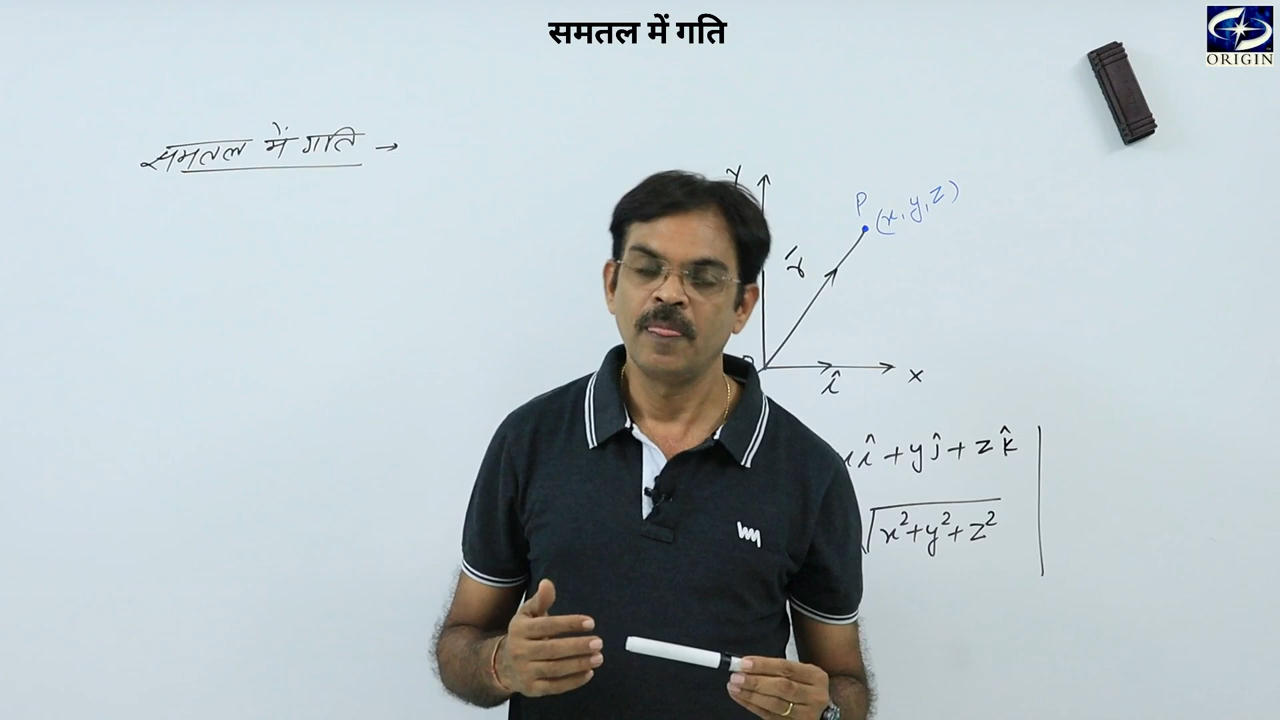 समतल में गति
ORIGIN
समतल में गति →
Y
P (x, y, z)
r
î
X
xî + yĵ + zk̂
√x²+y²+z²